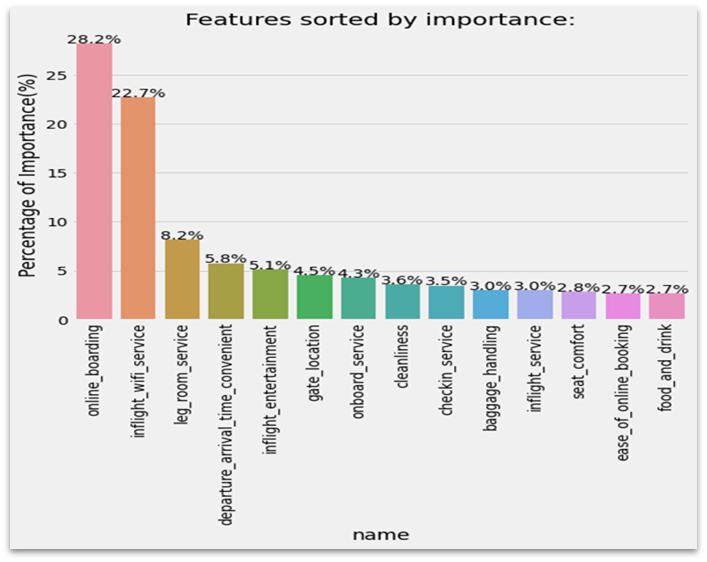 Features sorted by importance:
Percentage of Importance(%)
28.2%
22.7%
8.2%
5.8%
5.1%
4.5%
4.3%
3.6%
3.5%
3.0%
3.0%
2.8%
2.7%
2.7%
25
20
15
10
5
0
online_boarding
inflight_wifi_service
leg_room_service
departure_arrival_time_convenient
inflight_entertainment
gate_location
onboard_service
cleanliness
checkin_service
baggage_handling
inflight_service
seat_comfort
ease_of_online_booking
food_and_drink
name